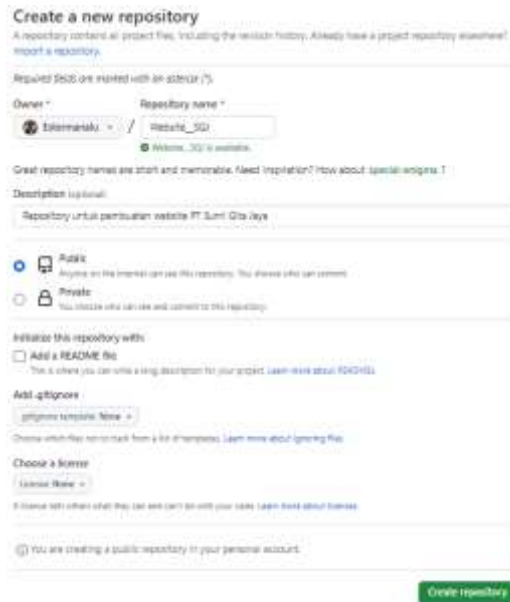 Create a new repository
A repository contains all project files, including the revision history. Already have a project repository elsewhere?
Import a repository.
Required fields are marked with an asterisk (*).
Owner * Repository name *
/ Website_SGJ
Website_SGJ is available.
Great repository names are short and memorable. Need inspiration? How about special-enigma ?
Description (optional)
Repository untuk pembuatan website PT Sumi Gita Jaya
Public
Anyone on the internet can see this repository. You choose who can commit.
Private
You choose who can see and commit to this repository.
Initialize this repository with:
Add a README file
This is where you can write a long description for your project. Learn more about READMEs.
Add .gitignore
.gitignore template: None
Choose which files not to track from a list of templates. Learn more about ignoring files.
Choose a license
License: None
A license tells others what they can and can't do with your code. Learn more about licenses.
You are creating a public repository in your personal account.
Create repository